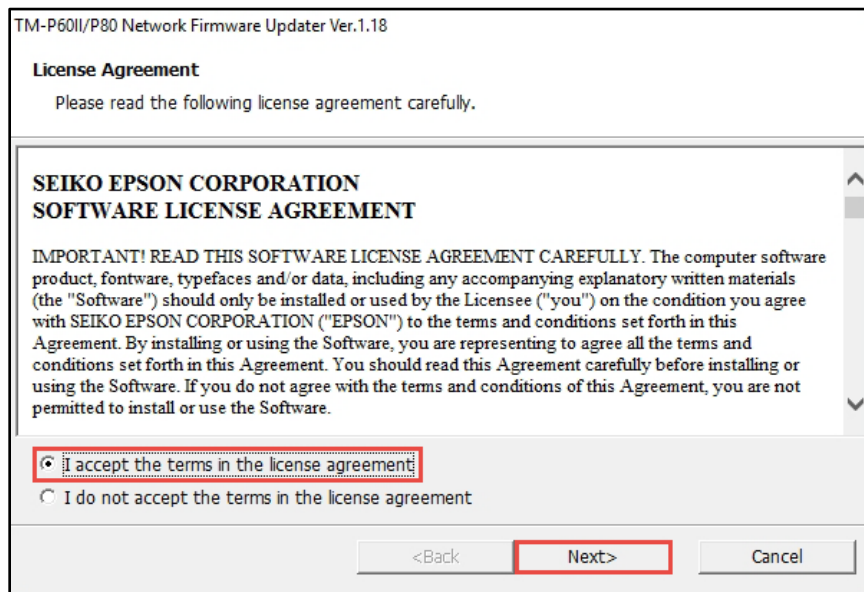 TM-P60II/P80 Network Firmware Updater Ver.1.18
License Agreement
Please read the following license agreement carefully.
SEIKO EPSON CORPORATION
SOFTWARE LICENSE AGREEMENT
IMPORTANT! READ THIS SOFTWARE LICENSE AGREEMENT CAREFULLY. The computer software
product, fontware, typefaces and/or data, including any accompanying explanatory written materials
(the "Software") should only be installed or used by the Licensee ("you") on the condition you agree
with SEIKO EPSON CORPORATION ("EPSON") to the terms and conditions set forth in this
Agreement. By installing or using the Software, you are representing to agree all the terms and
conditions set forth in this Agreement. You should read this Agreement carefully before installing or
using the Software. If you do not agree with the terms and conditions of this Agreement, you are not
permitted to install or use the Software.
I accept the terms in the license agreement
I do not accept the terms in the license agreement
<Back Next> Cancel